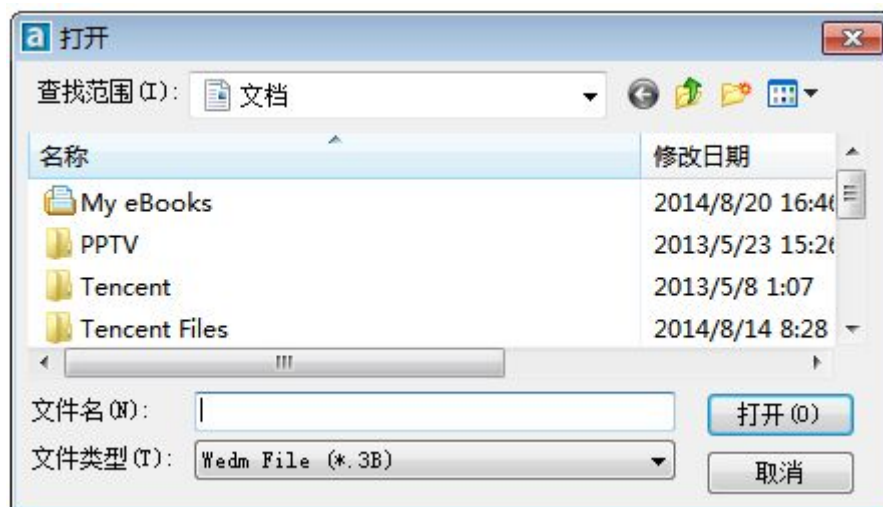 a 打开
查找范围(I): 文档
名称 修改日期
My eBooks 2014/8/20 16:46
PPTV 2013/5/23 15:26
Tencent 2013/5/8 1:07
Tencent Files 2014/8/14 8:28
文件名(N): 打开(O)
文件类型(T): Wedm File (*.3B) 取消